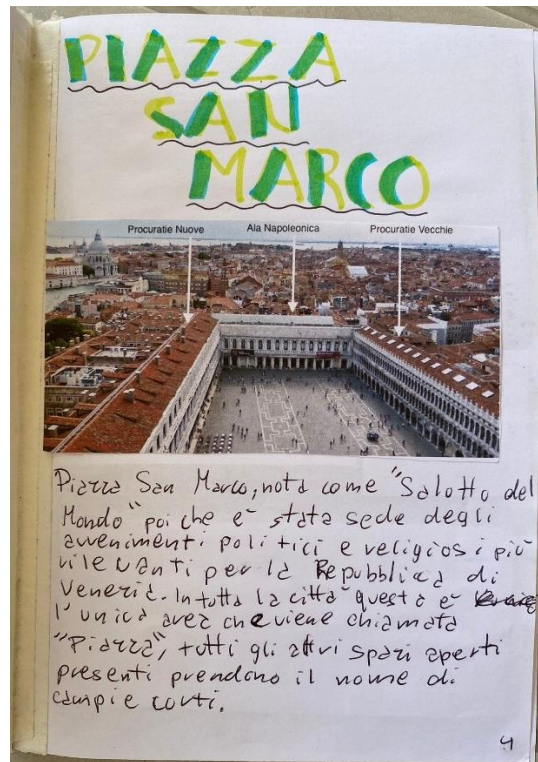 PIAZZA
SAN
MARCO
Procuratie Nuove Ala Napoleonica Procuratie Vecchie
Piazza San Marco, nota come "Salotto del
Mondo" poi che è stata sede degli
avvenimenti politici e religiosi più
rilevanti per la Repubblica di
Venezia. In tutta la città questa è
l'unica area che viene chiamata
"Piazza", tutti gli altri spazi aperti
presenti prendono il nome di
campi e corti.
4